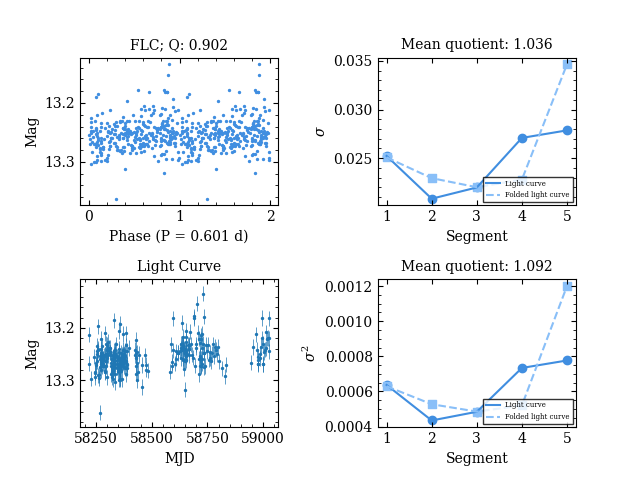 FLC; Q: 0.902
Mag
13.2
13.3
0
1
2
Phase (P = 0.601 d)
Mean quotient: 1.036
σ
0.035
0.030
0.025
1
2
3
4
5
Segment
Light curve
Folded light curve
Light Curve
Mag
13.2
13.3
58250
58500
58750
59000
MJD
Mean quotient: 1.092
σ²
0.0012
0.0010
0.0008
0.0006
0.0004
1
2
3
4
5
Segment
Light curve
Folded light curve